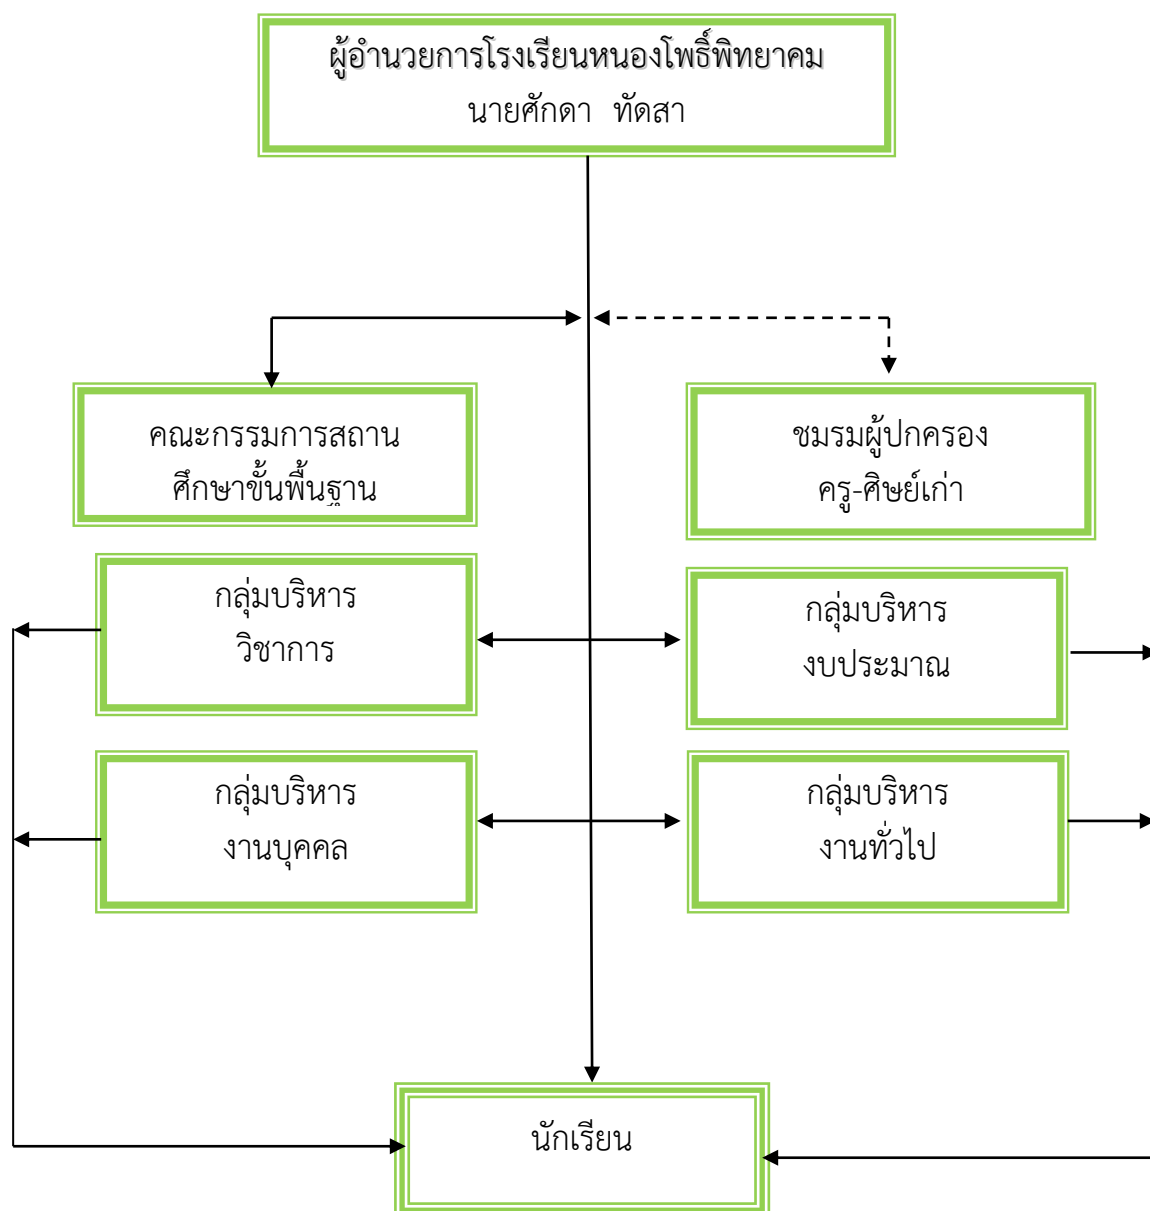 ผู้อำนวยการโรงเรียนหนองโพธิ์พิทยาคม
นายศักดา ทัดสา
คณะกรรมการสถาน
ศึกษาขั้นพื้นฐาน
ชมรมผู้ปกครอง
ครู-ศิษย์เก่า
กลุ่มบริหาร
วิชาการ
กลุ่มบริหาร
งบประมาณ
กลุ่มบริหาร
งานบุคคล
กลุ่มบริหาร
งานทั่วไป
นักเรียน